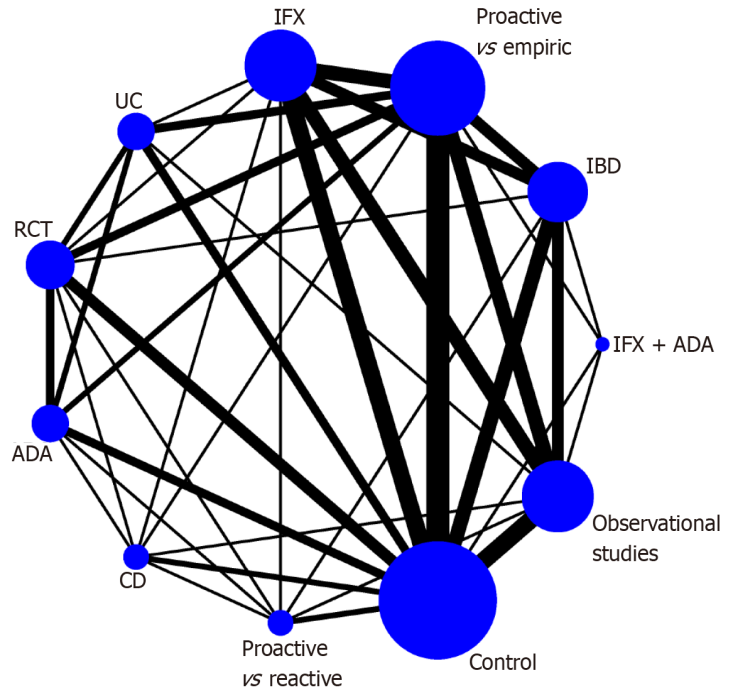 IFX
Proactive
vs empiric
UC
IBD
RCT
IFX + ADA
ADA
Observational
studies
CD
Proactive
vs reactive
Control